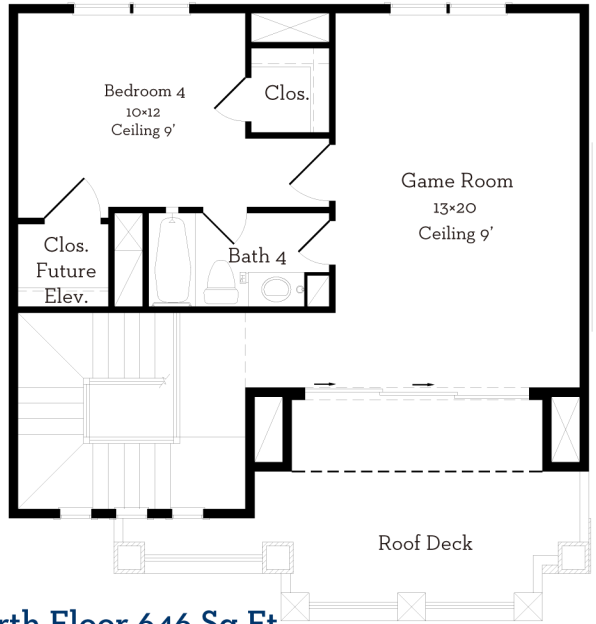 Bedroom 4
10×12
Ceiling 9'
Clos.
Game Room
13×20
Ceiling 9'
Clos.
Future
Elev.
Bath 4
Roof Deck